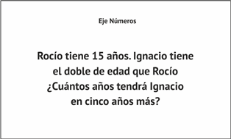 Eje Números
Rocío tiene 15 años. Ignacio tiene
el doble de edad que Rocío
¿Cuántos años tendrá Ignacio
en cinco años más?